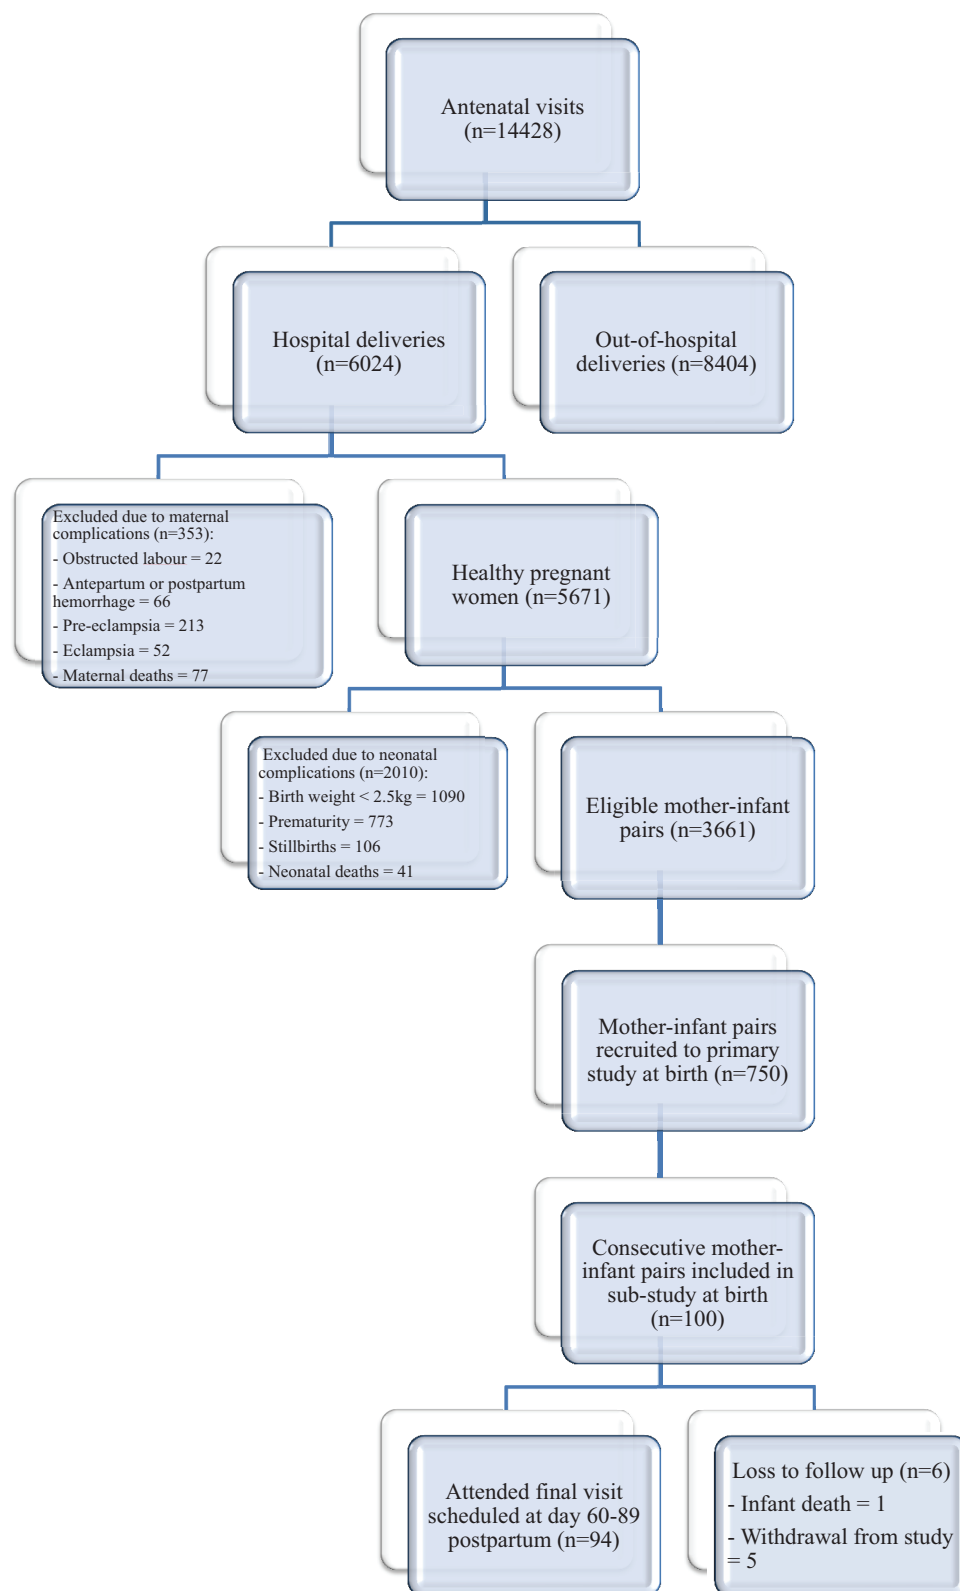 Antenatal visits
(n=14428)
Hospital deliveries
(n=6024)
Out-of-hospital
deliveries (n=8404)
Excluded due to maternal
complications (n=353):
- Obstructed labour = 22
- Antepartum or postpartum
hemorrhage = 66
- Pre-eclampsia = 213
- Eclampsia = 52
- Maternal deaths = 77
Healthy pregnant
women (n=5671)
Excluded due to neonatal
complications (n=2010):
- Birth weight < 2.5kg = 1090
- Prematurity = 773
- Stillbirths = 106
- Neonatal deaths = 41
Eligible mother-infant
pairs (n=3661)
Mother-infant pairs
recruited to primary
study at birth (n=750)
Consecutive mother-
infant pairs included in
sub-study at birth
(n=100)
Attended final visit
scheduled at day 60-89
postpartum (n=94)
Loss to follow up (n=6)
- Infant death = 1
- Withdrawal from study
= 5